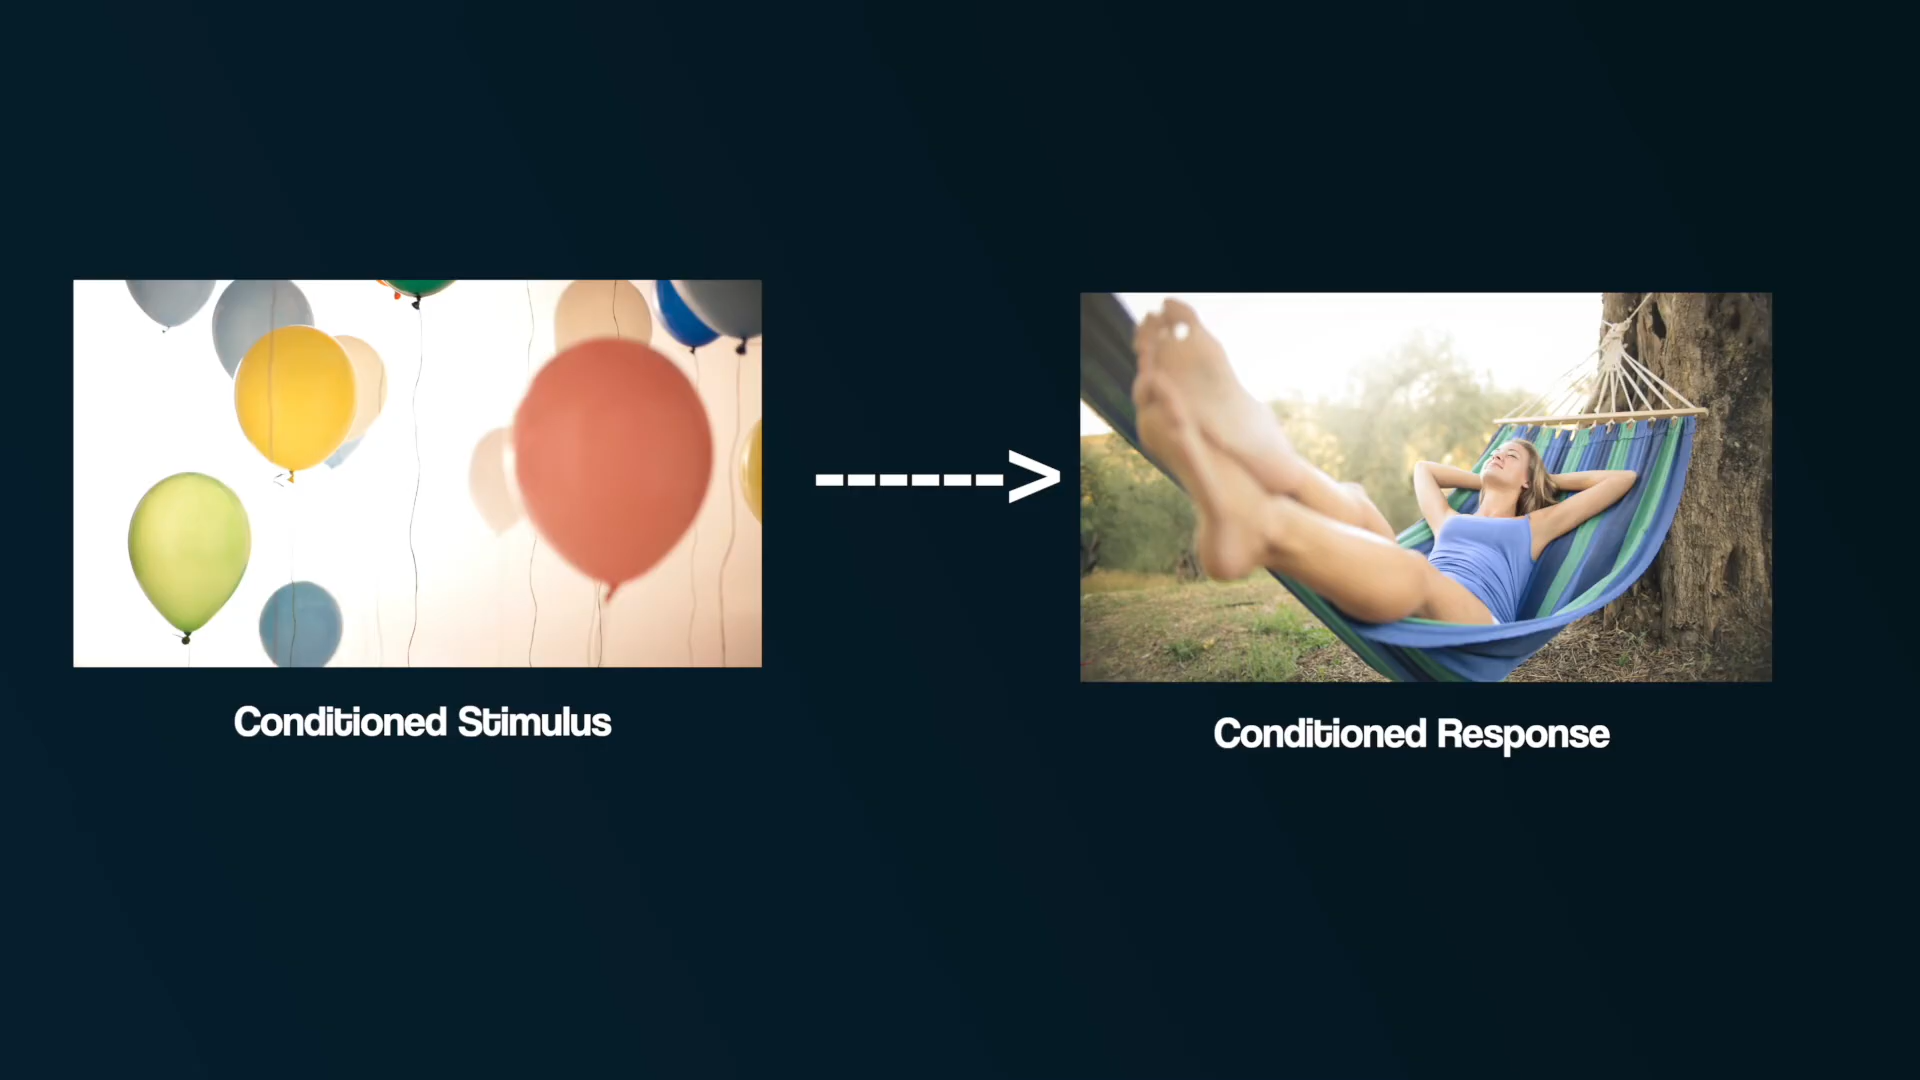 ------>
Conditioned Stimulus
Conditioned Response